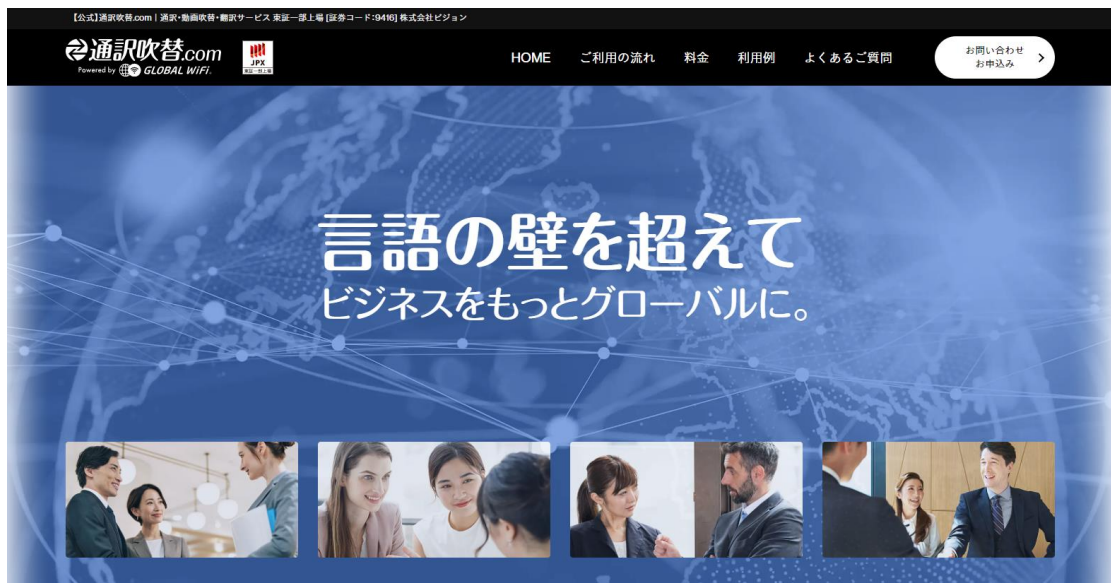 【公式】通訳吹替.com | 通訳・動画吹替・翻訳サービス 東証一部上場 [証券コード:9416] 株式会社ビジョン
通訳吹替.com
Powered by GLOBAL WiFi.
JPX
東証一部上場
HOME
ご利用の流れ
料金
利用例
よくあるご質問
お問い合わせ
お申込み
言語の壁を超えて
ビジネスをもっとグローバルに。